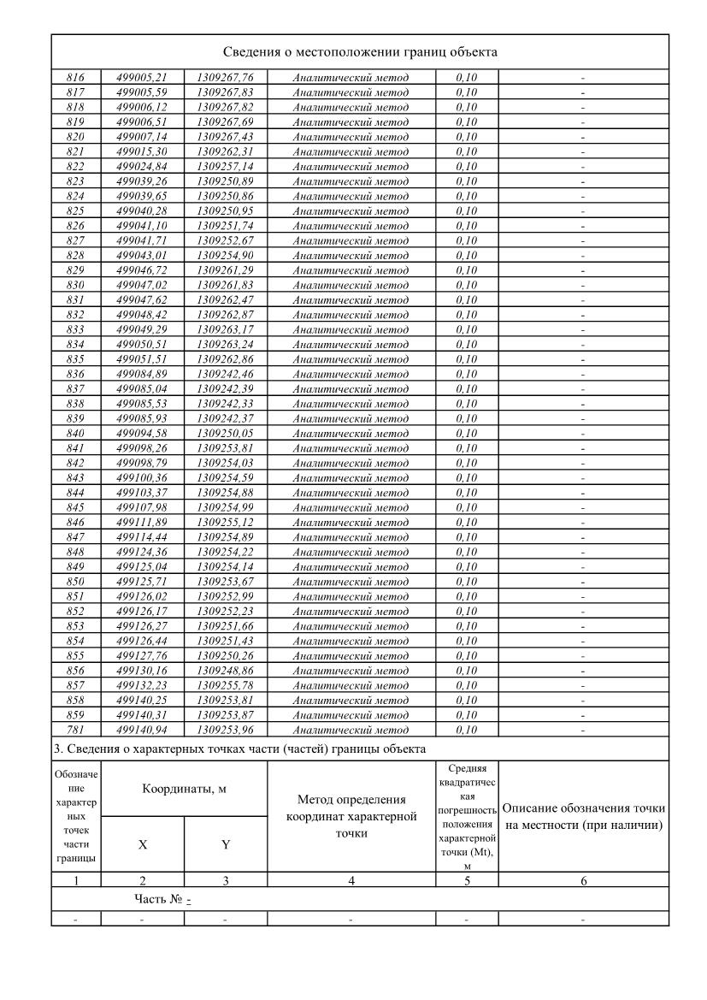 Сведения о местоположении границ объекта
816 499005,21 1309267,76 Аналитический метод 0,10 -
817 499005,59 1309267,83 Аналитический метод 0,10 -
818 499006,12 1309267,82 Аналитический метод 0,10 -
819 499006,51 1309267,69 Аналитический метод 0,10 -
820 499007,14 1309267,43 Аналитический метод 0,10 -
821 499015,30 1309262,31 Аналитический метод 0,10 -
822 499024,84 1309257,14 Аналитический метод 0,10 -
823 499039,26 1309250,89 Аналитический метод 0,10 -
824 499039,65 1309250,86 Аналитический метод 0,10 -
825 499040,28 1309250,95 Аналитический метод 0,10 -
826 499041,10 1309251,74 Аналитический метод 0,10 -
827 499041,71 1309252,67 Аналитический метод 0,10 -
828 499043,01 1309254,90 Аналитический метод 0,10 -
829 499046,72 1309261,29 Аналитический метод 0,10 -
830 499047,02 1309261,83 Аналитический метод 0,10 -
831 499047,62 1309262,47 Аналитический метод 0,10 -
832 499048,42 1309262,87 Аналитический метод 0,10 -
833 499049,29 1309263,17 Аналитический метод 0,10 -
834 499050,51 1309263,24 Аналитический метод 0,10 -
835 499051,51 1309262,86 Аналитический метод 0,10 -
836 499084,89 1309242,46 Аналитический метод 0,10 -
837 499085,04 1309242,39 Аналитический метод 0,10 -
838 499085,53 1309242,33 Аналитический метод 0,10 -
839 499085,93 1309242,37 Аналитический метод 0,10 -
840 499094,58 1309250,05 Аналитический метод 0,10 -
841 499098,26 1309253,81 Аналитический метод 0,10 -
842 499098,79 1309254,03 Аналитический метод 0,10 -
843 499100,36 1309254,59 Аналитический метод 0,10 -
844 499103,37 1309254,88 Аналитический метод 0,10 -
845 499107,98 1309254,99 Аналитический метод 0,10 -
846 499111,89 1309255,12 Аналитический метод 0,10 -
847 499114,44 1309254,89 Аналитический метод 0,10 -
848 499124,36 1309254,22 Аналитический метод 0,10 -
849 499125,04 1309254,14 Аналитический метод 0,10 -
850 499125,71 1309253,67 Аналитический метод 0,10 -
851 499126,02 1309252,99 Аналитический метод 0,10 -
852 499126,17 1309252,23 Аналитический метод 0,10 -
853 499126,27 1309251,66 Аналитический метод 0,10 -
854 499126,44 1309251,43 Аналитический метод 0,10 -
855 499127,76 1309250,26 Аналитический метод 0,10 -
856 499130,16 1309248,86 Аналитический метод 0,10 -
857 499132,23 1309255,78 Аналитический метод 0,10 -
858 499140,25 1309253,81 Аналитический метод 0,10 -
859 499140,31 1309253,87 Аналитический метод 0,10 -
781 499140,94 1309253,96 Аналитический метод 0,10 -
3. Сведения о характерных точках части (частей) границы объекта
Обозначе
ние
характер
ных
точек
части
границы
Координаты, м
X Y
Метод определения
координат характерной
точки
Средняя
квадратичес
кая
погрешность
положения
характерной
точки (Mt),
м
Описание обозначения точки
на местности (при наличии)
1 2 3 4 5 6
Часть № -
- - - - - -